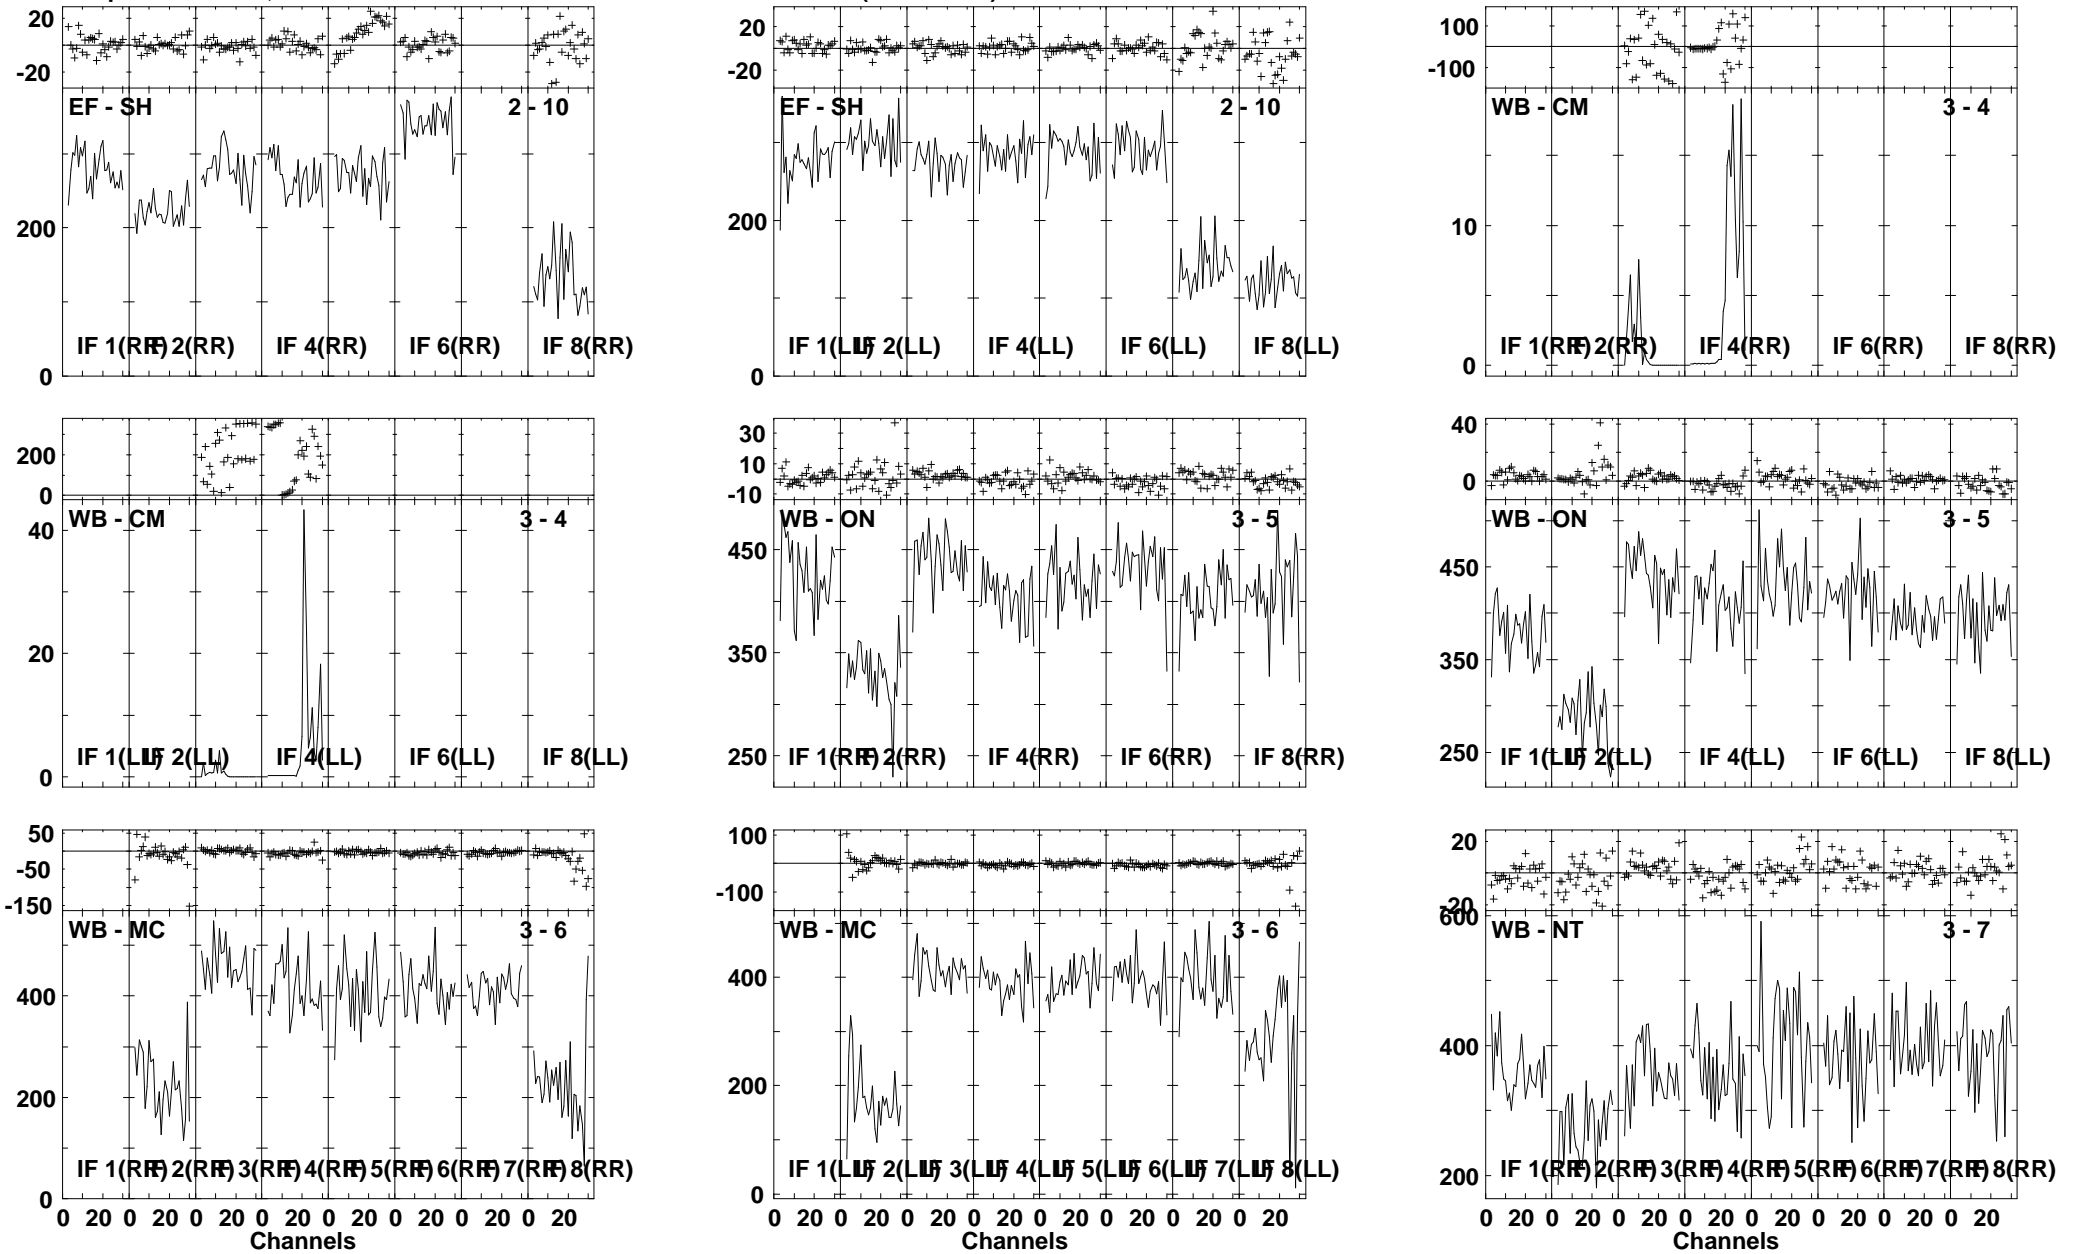 20
-20
EF - SH 2 - 10
200
0
IF 1(RR) IF 2(RR) IF 4(RR) IF 6(RR) IF 8(RR)
20
-20
EF - SH 2 - 10
200
0
IF 1(LL) IF 2(LL) IF 4(LL) IF 6(LL) IF 8(LL)
100
-100
WB - CM 3 - 4
10
0
IF 1(RR) IF 2(RR) IF 4(RR) IF 6(RR) IF 8(RR)
200
0
WB - CM 3 - 4
40
20
0
IF 1(LL) IF 2(LL) IF 4(LL) IF 6(LL) IF 8(LL)
30
10
-10
WB - ON 3 - 5
450
350
250
IF 1(RR) IF 2(RR) IF 4(RR) IF 6(RR) IF 8(RR)
40
0
WB - ON 3 - 5
450
350
250
IF 1(LL) IF 2(LL) IF 4(LL) IF 6(LL) IF 8(LL)
50
-50
-150
WB - MC 3 - 6
400
200
0
IF 1(RR) IF 2(RR) IF 3(RR) IF 4(RR) IF 5(RR) IF 6(RR) IF 7(RR) IF 8(RR)
0 20 0 20 0 20 0 20 0 20 0 20 0 20 0 20
Channels
100
-100
WB - MC 3 - 6
400
200
0
IF 1(LL) IF 2(LL) IF 3(LL) IF 4(LL) IF 5(LL) IF 6(LL) IF 7(LL) IF 8(LL)
0 20 0 20 0 20 0 20 0 20 0 20 0 20 0 20
Channels
20
-20
600
WB - NT 3 - 7
400
200
IF 1(RR) IF 2(RR) IF 3(RR) IF 4(RR) IF 5(RR) IF 6(RR) IF 7(RR) IF 8(RR)
0 20 0 20 0 20 0 20 0 20 0 20 0 20 0 20
Channels